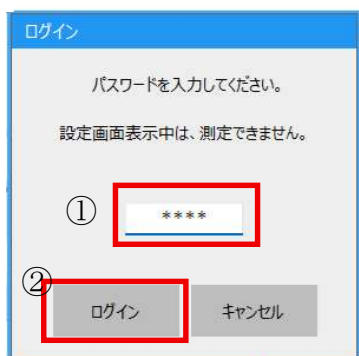 ログイン
パスワードを入力してください。
設定画面表示中は、測定できません。
① ****
②
ログイン キャンセル